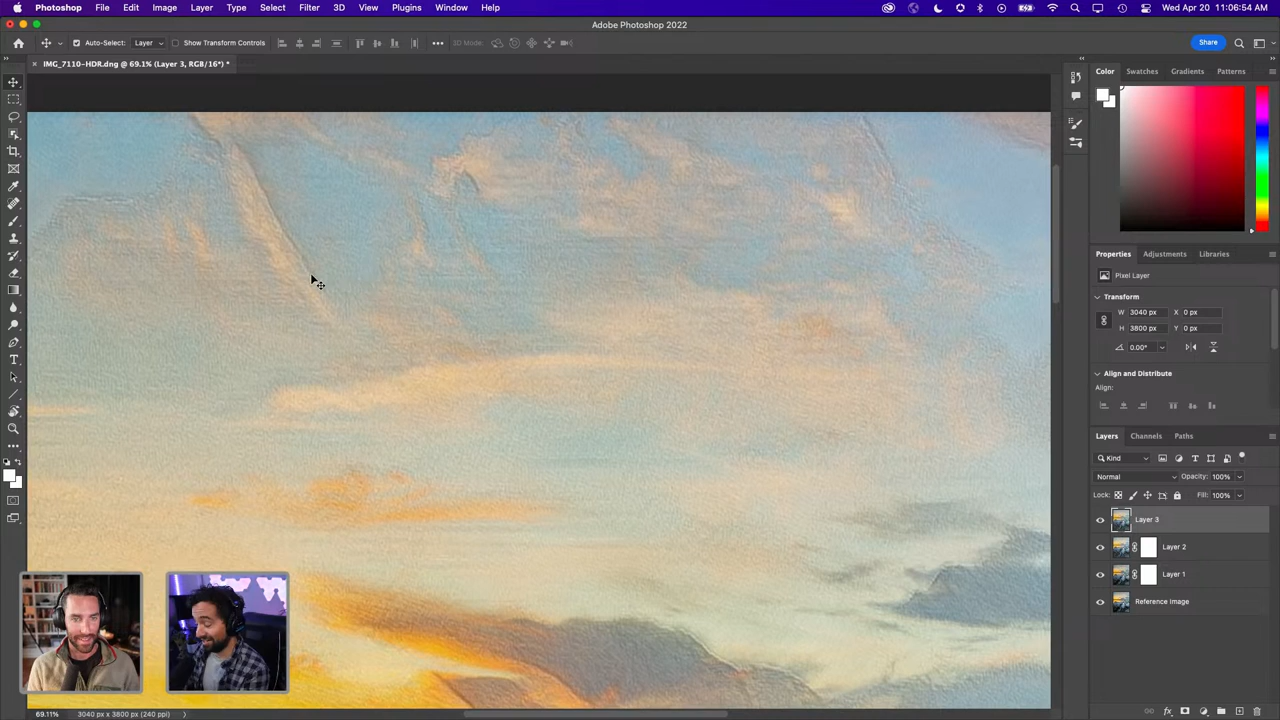 Photoshop File Edit Image Layer Type Select Filter 3D View Plugins Window Help Wed Apr 20 11:06:54 AM
Adobe Photoshop 2022
Auto-Select: Layer Show Transform Controls 3D Mode: Share
IMG_7110-HDR.dng @ 69.1% (Layer 3, RGB/16*) *
Color Swatches Gradients Patterns
Properties Adjustments Libraries
Pixel Layer
Transform
W 3040 px X 0 px
H 3800 px Y 0 px
0.00°
Align and Distribute
Align:
Layers Channels Paths
Kind
Normal Opacity: 100%
Lock: Fill: 100%
Layer 3
Layer 2
Layer 1
Reference Image
69.11% 3040 px x 3800 px (240 ppi)